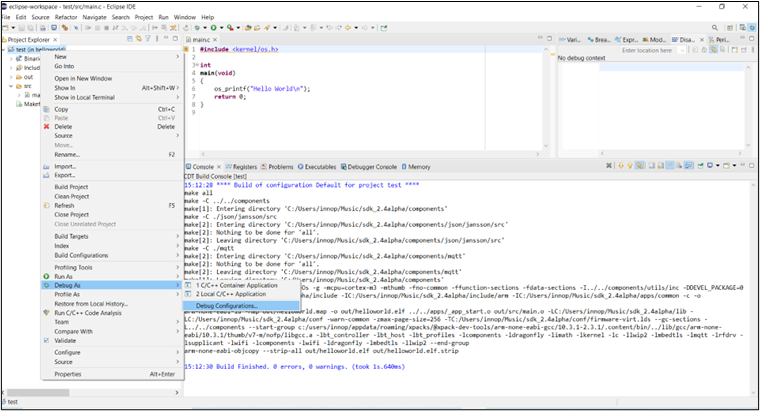 eclipse-workspace - test/src/main.c - Eclipse IDE
File Edit Source Refactor Navigate Search Project Run Window Help
Project Explorer
test (in helloworld)
Binari
Includ
out
src
ma
Makef
New
Go Into
Open in New Window
Show In Alt+Shift+W
Show in Local Terminal
Copy Ctrl+C
Paste Ctrl+V
Delete Delete
Source
Move...
Rename... F2
Import...
Export...
Build Project
Clean Project
Refresh F5
Close Project
Close Unrelated Project
Build Targets
Index
Build Configurations
Profiling Tools
Run As
Debug As
Profile As
Restore from Local History...
Run C/C++ Code Analysis
Team
Compare With
Validate
Configure
Source
Properties Alt+Enter
1 C/C++ Container Application
2 Local C/C++ Application
Debug Configurations...
main.c
1 #include <kernel/os.h>
2
3 int
4 main(void)
5 {
6 os_printf("Hello World\n");
7 return 0;
8 }
9
Vari... Brea... Expr... Mod... Disa... Peri...
Enter location here
No debug context
Console Registers Problems Executables Debugger Console Memory
CDT Build Console [test]
15:12:28 **** Build of configuration Default for project test ****
make all
make -C ../../components
make[1]: Entering directory 'C:/Users/innop/Music/sdk_2.4alpha/components'
make -C ./json/jansson/src
make[2]: Entering directory 'C:/Users/innop/Music/sdk_2.4alpha/components/json/jansson/src'
make[2]: Nothing to be done for 'all'.
make[2]: Leaving directory 'C:/Users/innop/Music/sdk_2.4alpha/components/json/jansson/src'
make -C ./mqtt
make[2]: Entering directory 'C:/Users/innop/Music/sdk_2.4alpha/components/mqtt'
make[2]: Nothing to be done for 'all'.
make[2]: Leaving directory 'C:/Users/innop/Music/sdk_2.4alpha/components/mqtt'
make[1]: Leaving directory 'C:/Users/innop/Music/sdk_2.4alpha/components'
Os -g -mcpu=cortex-m3 -mthumb -fno-common -ffunction-sections -fdata-sections -I../../components/utils/inc -DDEVEL_PACKAGE=0
alpha/include -IC:/Users/innop/Music/sdk_2.4alpha/include/arm -IC:/Users/innop/Music/sdk_2.4alpha/apps/common -c -o
out/helloworld.map -o out/helloworld.elf ../../apps/_app_start.o out/src/main.o -LC:/Users/innop/Music/sdk_2.4alpha/lib -
LC:/Users/innop/Music/sdk_2.4alpha/conf -warn-common -zmax-page-size=256 -TC:/Users/innop/Music/sdk_2.4alpha/conf/firmware-virt.lds --gc-sections -
L../../components --start-group c:/users/innop/appdata/roaming/xpacks/@xpack-dev-tools/arm-none-eabi-gcc/10.3.1-2.3.1/.content/bin/../lib/gcc/arm-none-
eabi/10.3.1/thumb/v7-m/nofp/libgcc.a -lbt_controller -lbt_host -lbt_profiles -lcomponents -ldragonfly -limath -lkernel -lc -llwip2 -lmbedtls -lmqtt -lrfdrv -
lsupplicant -lwifi -lcomponents -lwifi -ldragonfly -lmbedtls -llwip2 --end-group
arm-none-eabi-objcopy --strip-all out/helloworld.elf out/helloworld.elf.strip
15:12:30 Build Finished. 0 errors, 0 warnings. (took 1s.640ms)
test